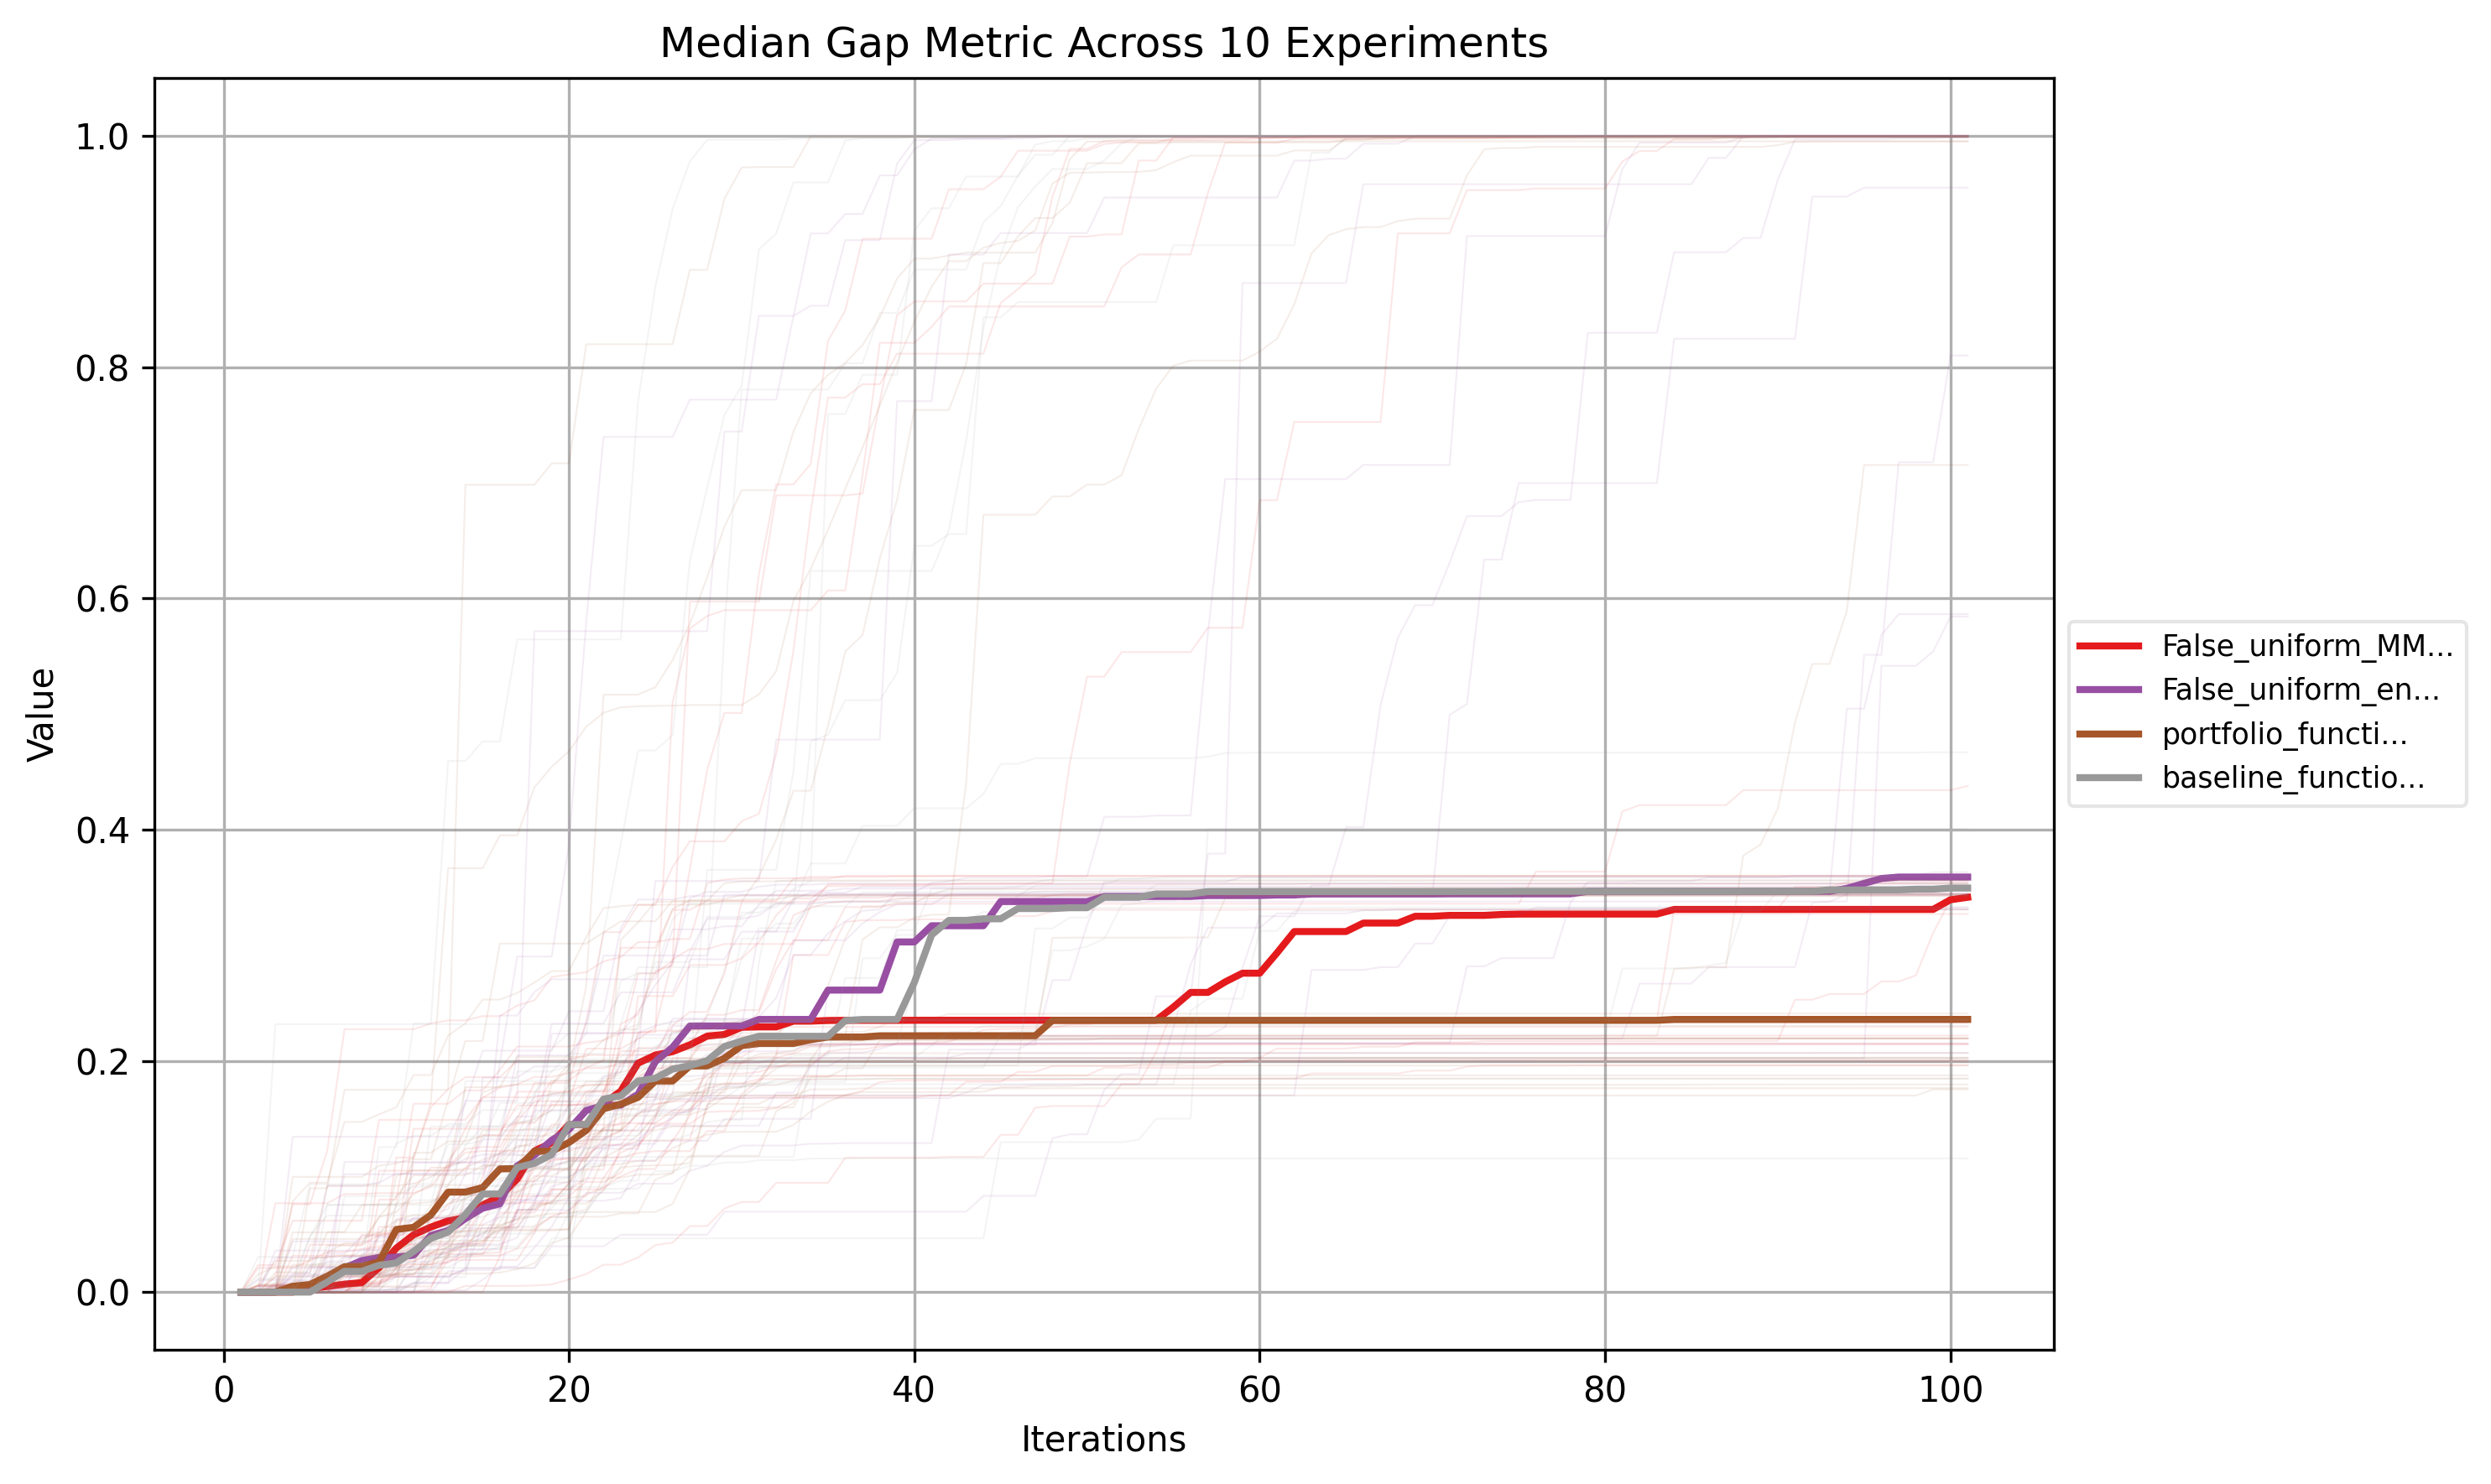 Median Gap Metric Across 10 Experiments
1.0
0.8
0.6
0.4
0.2
0.0
Value
0 20 40 60 80 100
Iterations
False_uniform_MM...
False_uniform_en...
portfolio_functi...
baseline_functio...